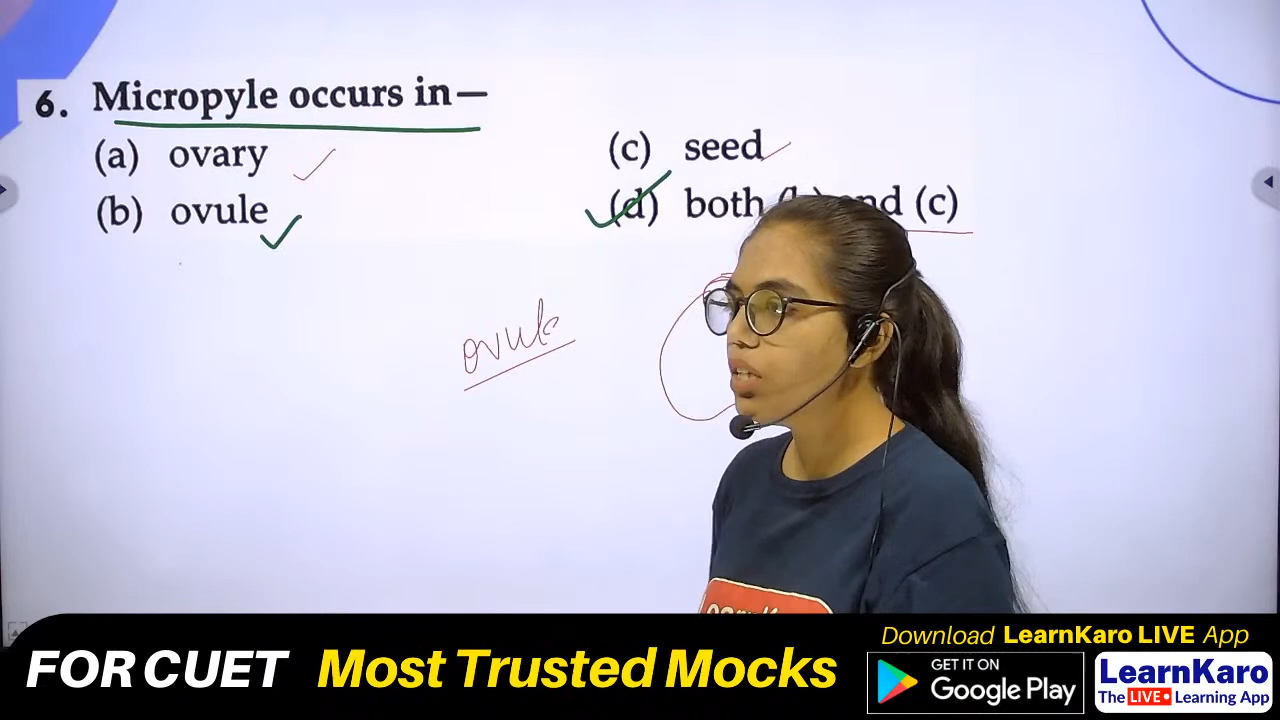 6. Micropyle occurs in—
(a) ovary
(c) seed
(b) ovule
(d) both and (c)
ovule
FOR CUET Most Trusted Mocks
Download LearnKaro LIVE App
GET IT ON
Google Play
LearnKaro
The LIVE Learning App